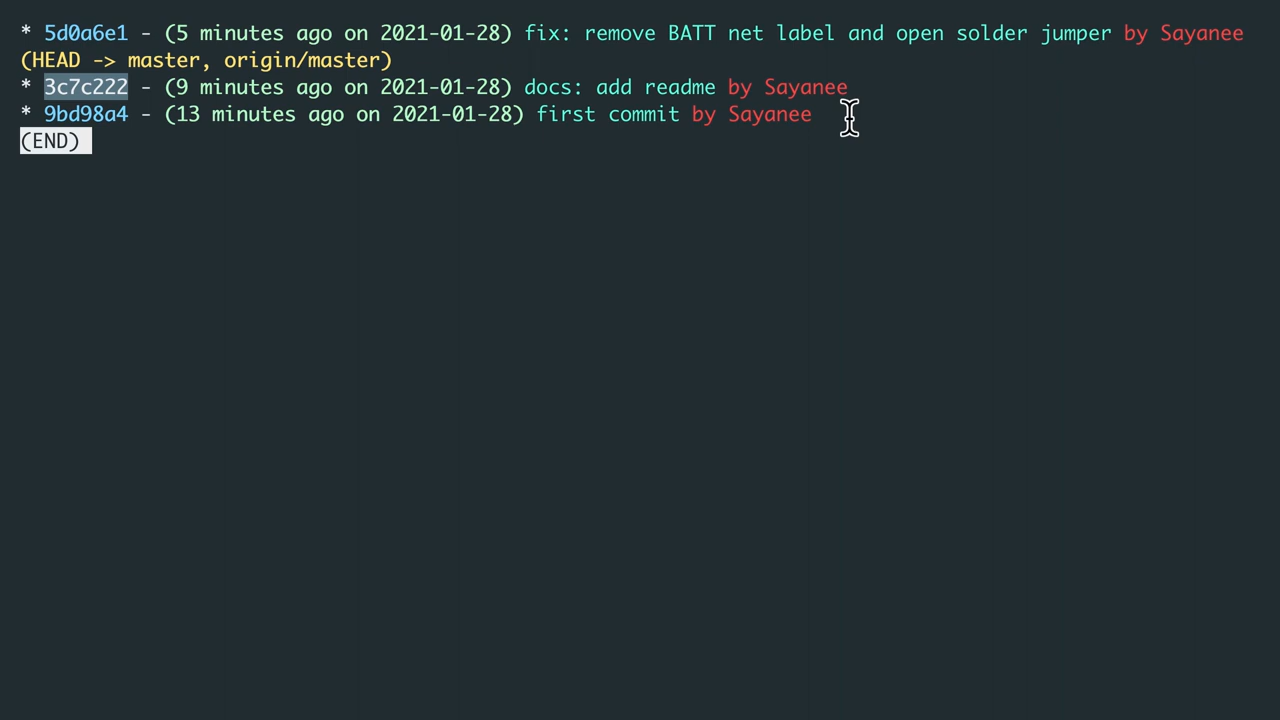 * 5d0a6e1 - (5 minutes ago on 2021-01-28) fix: remove BATT net label and open solder jumper by Sayanee
(HEAD -> master, origin/master)
* 3c7c222 - (9 minutes ago on 2021-01-28) docs: add readme by Sayanee
* 9bd98a4 - (13 minutes ago on 2021-01-28) first commit by Sayanee
(END)